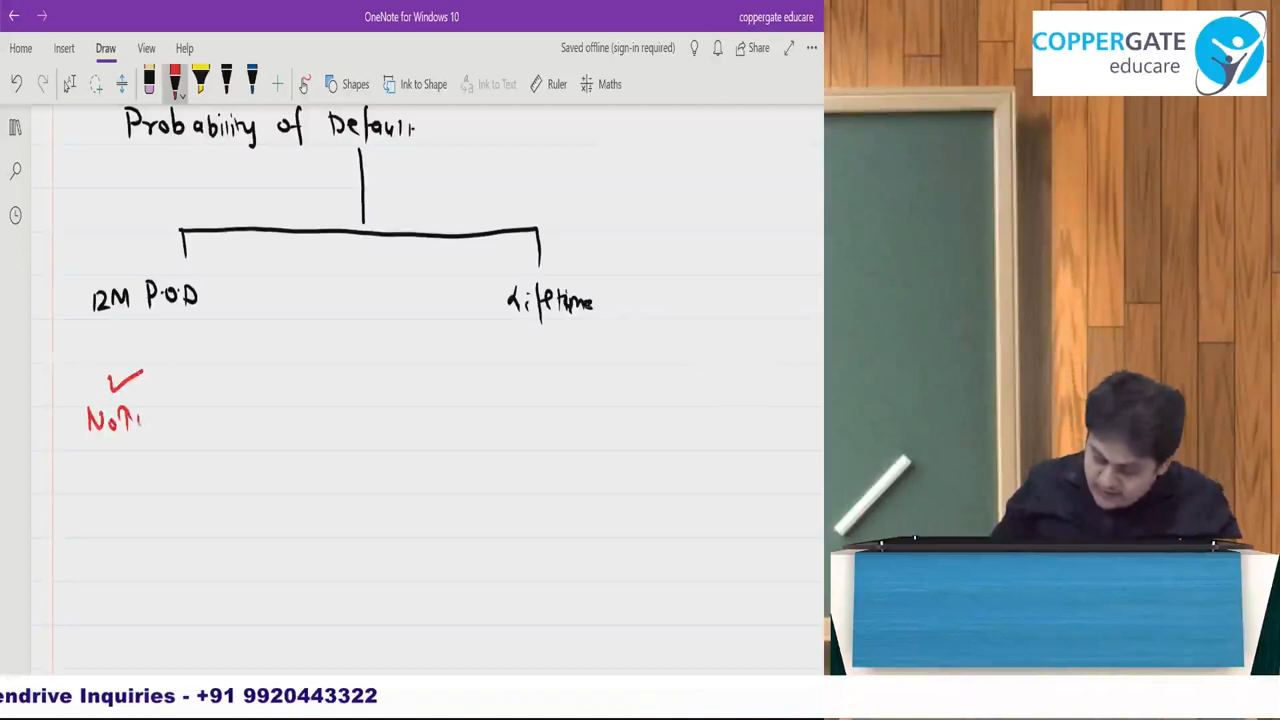 OneNote for Windows 10
coppergate educare
Home Insert Draw View Help
Saved offline (sign-in required)
Share
Shapes
Ink to Shape
Ink to Text
Ruler
Maths
COPPERGATE
educare
Probability of Default
12M P.O.D
Lifetime
endrive Inquiries - +91 9920443322